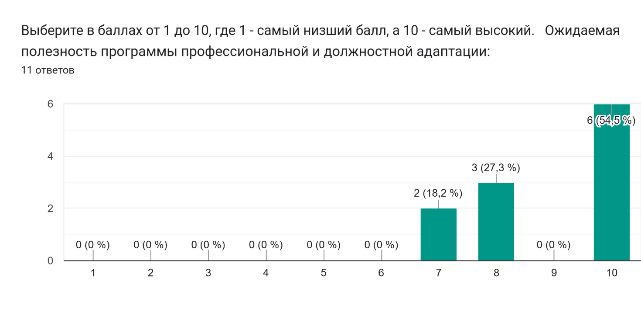 Выберите в баллах от 1 до 10, где 1 - самый низший балл, а 10 - самый высокий. Ожидаемая
полезность программы профессиональной и должностной адаптации:
11 ответов
6
4
2
0
0 (0 %)
0 (0 %)
0 (0 %)
0 (0 %)
0 (0 %)
0 (0 %)
2 (18,2 %)
3 (27,3 %)
0 (0 %)
6 (54,5 %)
1 2 3 4 5 6 7 8 9 10